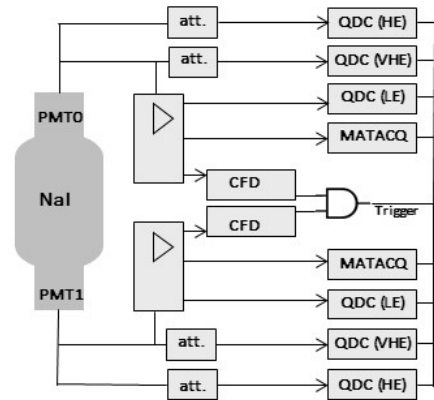 att.
QDC (HE)
att.
QDC (VHE)
QDC (LE)
PMT0
MATACQ
CFD
NaI
Trigger
CFD
MATACQ
PMT1
QDC (LE)
att.
QDC (VHE)
att.
QDC (HE)